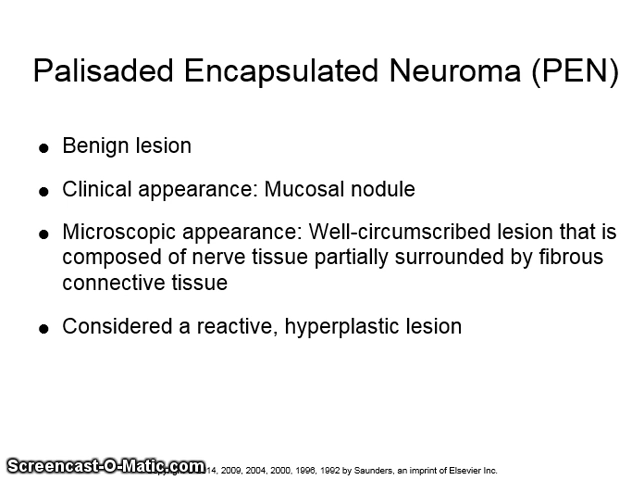 Palisaded Encapsulated Neuroma (PEN)
● Benign lesion
● Clinical appearance: Mucosal nodule
● Microscopic appearance: Well-circumscribed lesion that is
composed of nerve tissue partially surrounded by fibrous
connective tissue
● Considered a reactive, hyperplastic lesion
Screencast-O-Matic.com
14, 2009, 2004, 2000, 1996, 1992 by Saunders, an imprint of Elsevier Inc.